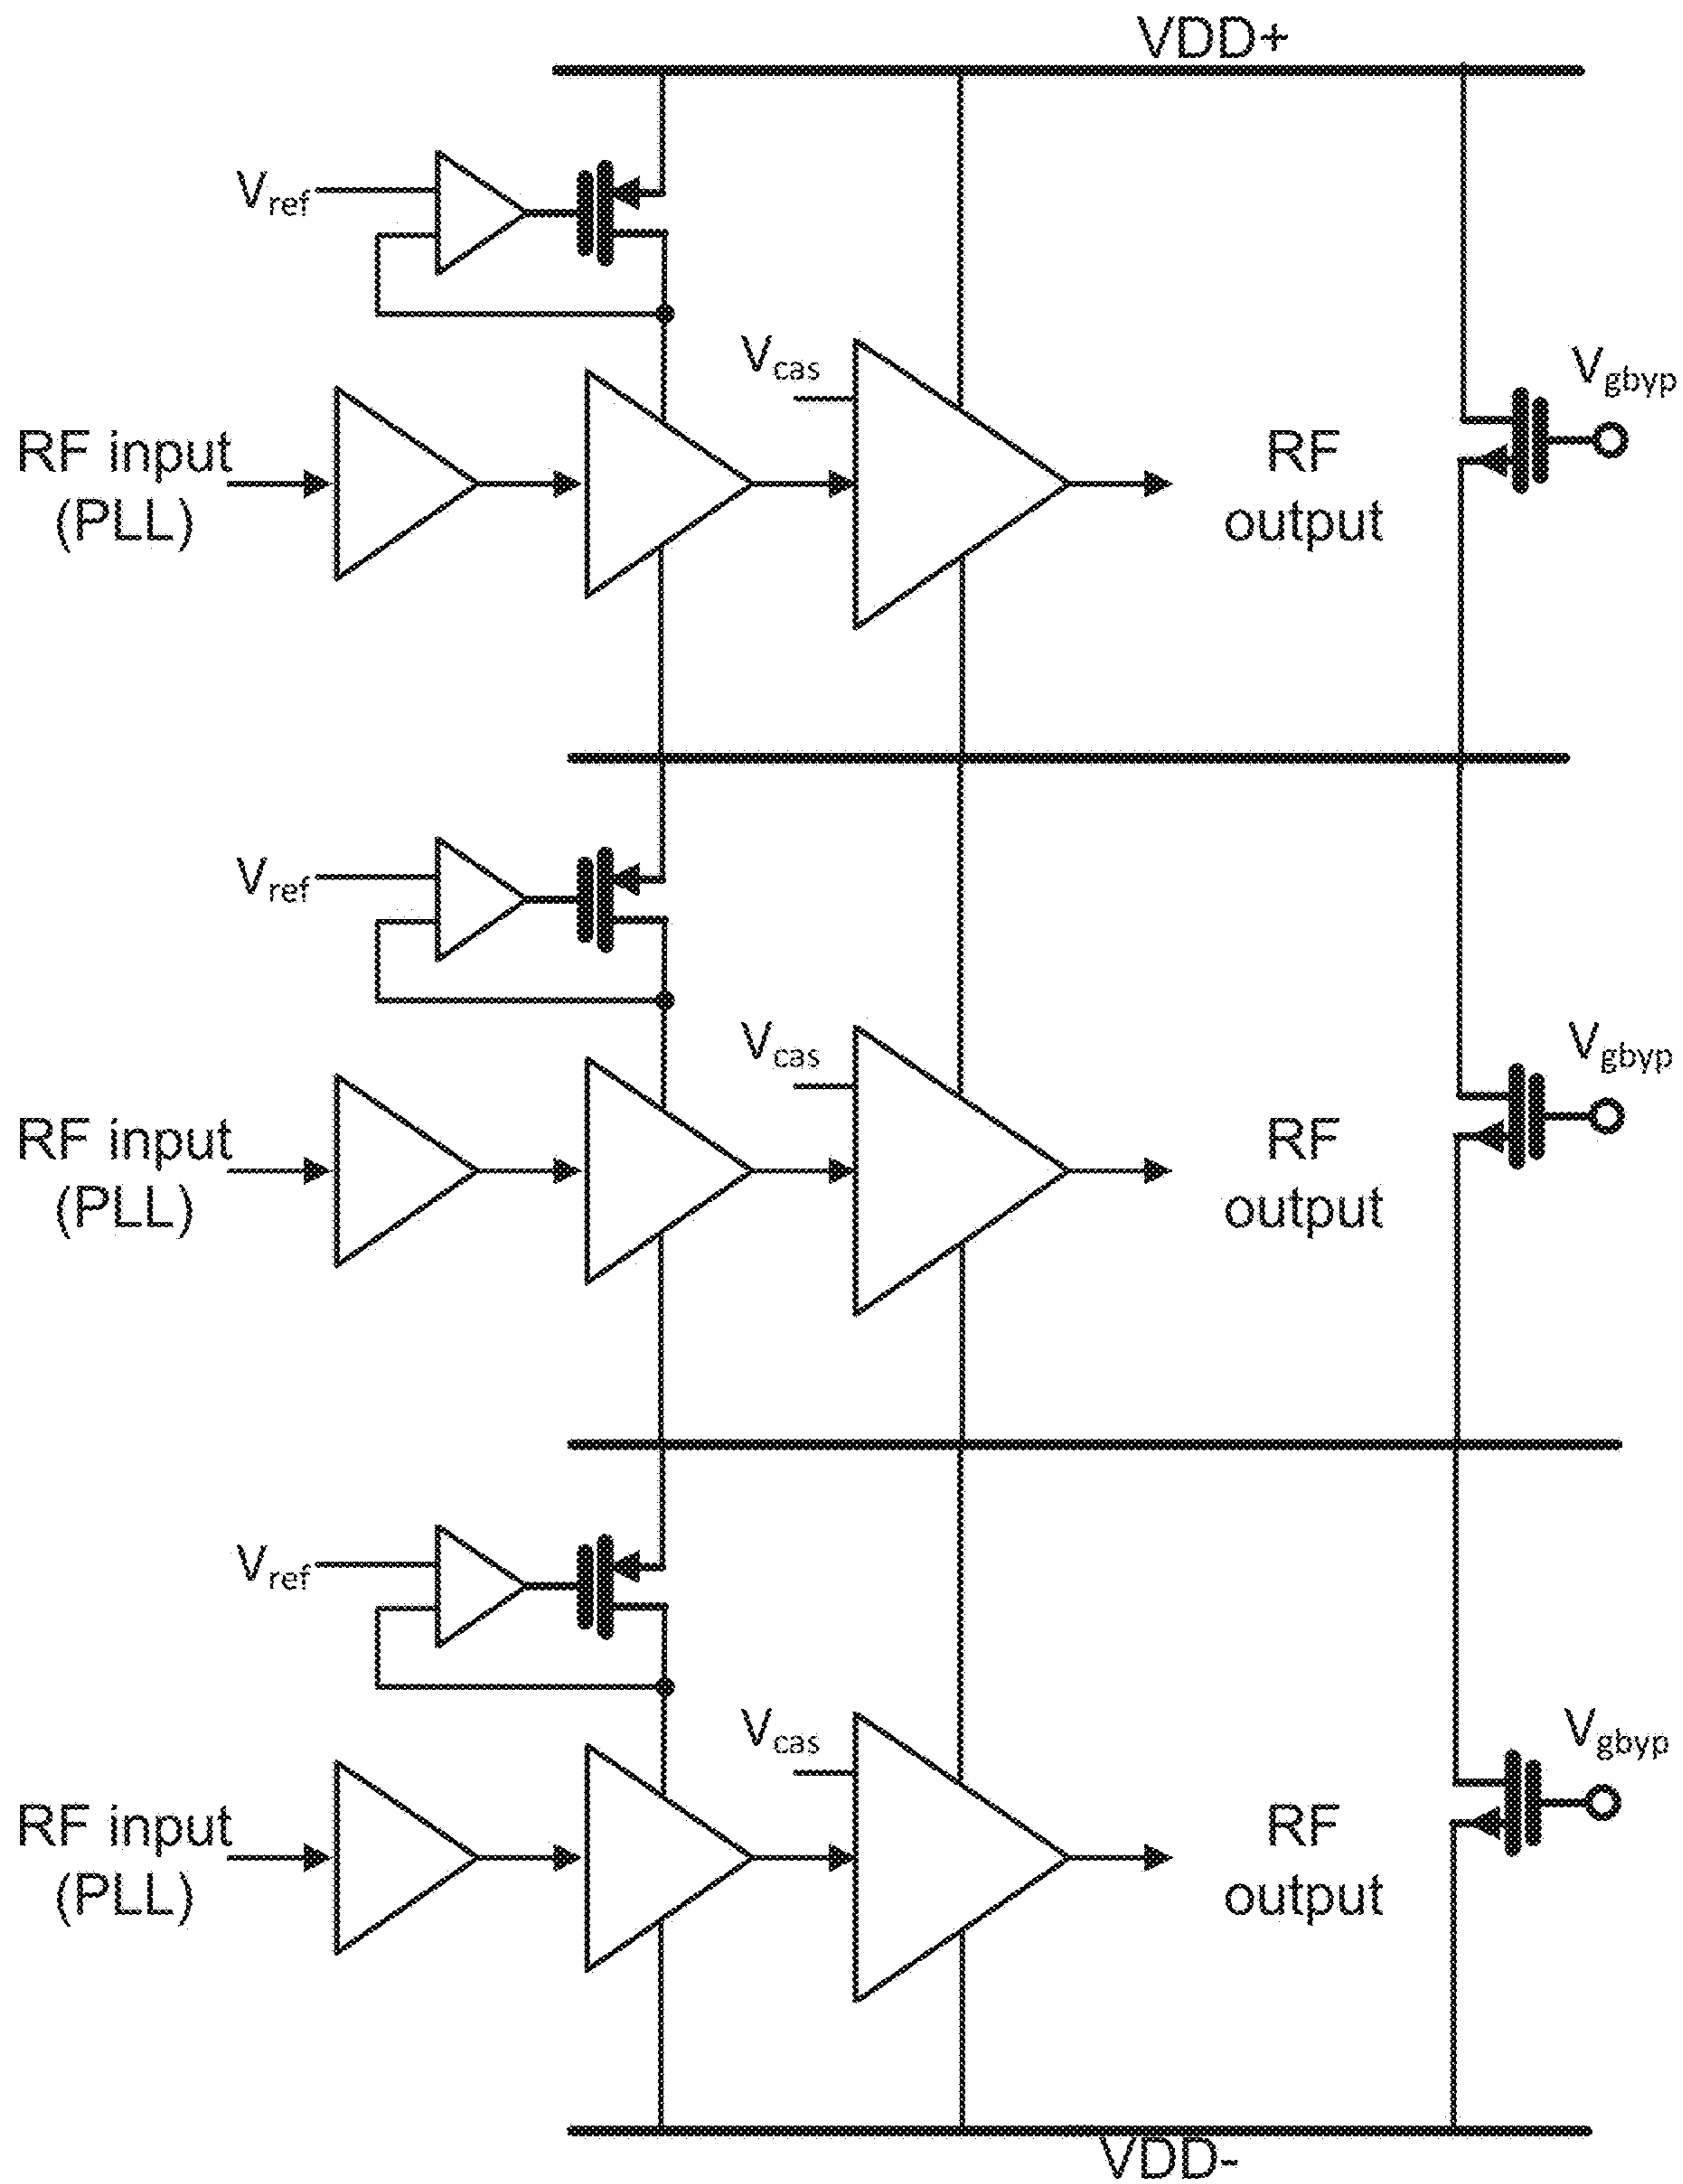 VDD+
Vref
Vcas
Vgbyp
RF input
(PLL)
RF
output
Vref
Vcas
Vgbyp
RF input
(PLL)
RF
output
Vref
Vcas
Vgbyp
RF input
(PLL)
RF
output
VDD-